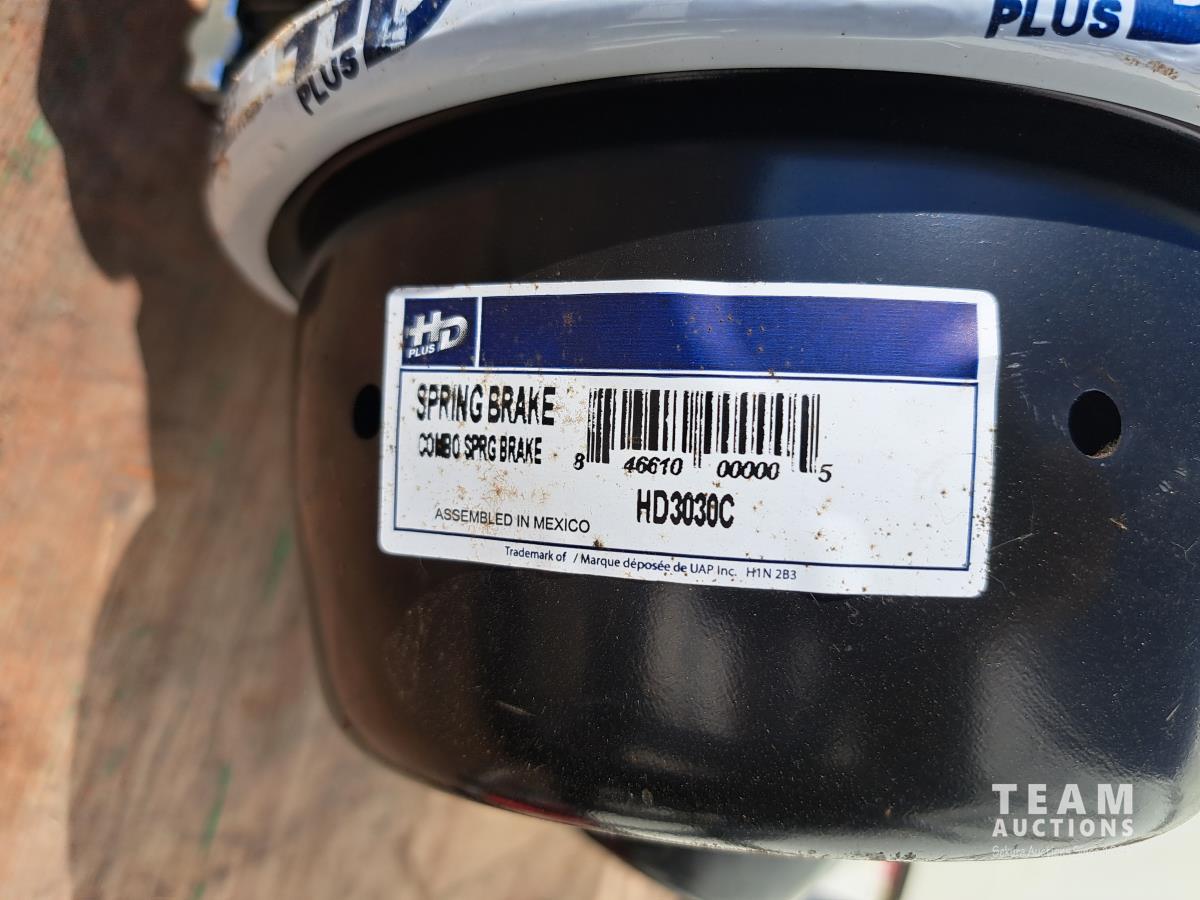 HD
PLUS
PLUS
HD
PLUS
SPRING BRAKE
COMBO SPRG BRAKE
8 46610 00000 5
HD3030C
ASSEMBLED IN MEXICO
Trademark of / Marque déposée de UAP Inc. H1N 2B3
TEAM
AUCTIONS